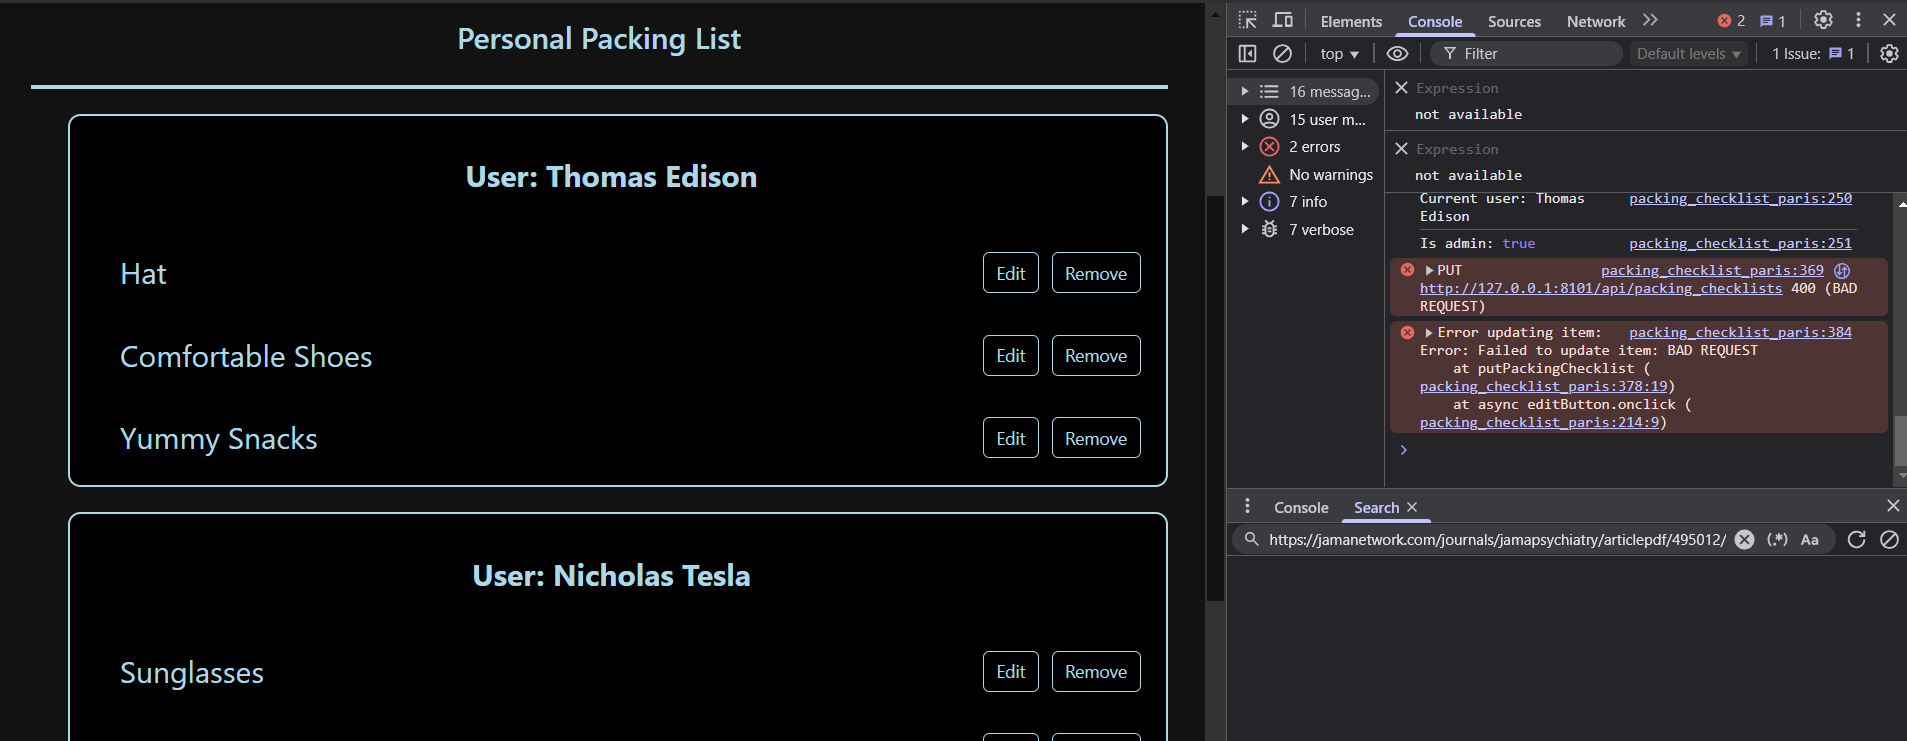 Personal Packing List
User: Thomas Edison
Hat Edit Remove
Comfortable Shoes Edit Remove
Yummy Snacks Edit Remove
User: Nicholas Tesla
Sunglasses Edit Remove
Elements Console Sources Network 2 1
top Filter Default levels 1 Issue: 1
16 messag...
15 user m...
2 errors
No warnings
7 info
7 verbose
Expression
not available
Expression
not available
Current user: Thomas packing_checklist_paris:250
Edison
Is admin: true packing_checklist_paris:251
PUT packing_checklist_paris:369
http://127.0.0.1:8101/api/packing_checklists 400 (BAD
REQUEST)
Error updating item: packing_checklist_paris:384
Error: Failed to update item: BAD REQUEST
at putPackingChecklist (
packing_checklist_paris:378:19)
at async editButton.onclick (
packing_checklist_paris:214:9)
Console Search
https://jamanetwork.com/journals/jamapsychiatry/articlepdf/495012/ (.*) Aa